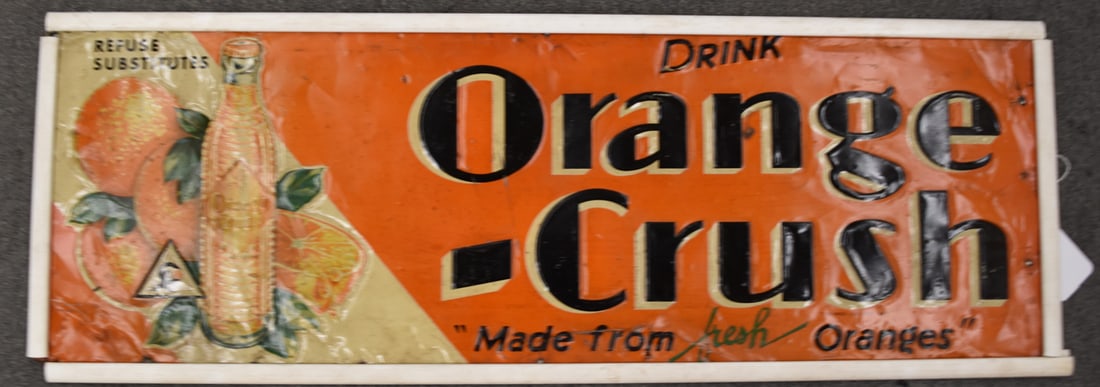 REFUSE
SUBSTITUTES
DRINK
Orange
-Crush
"Made from fresh Oranges"